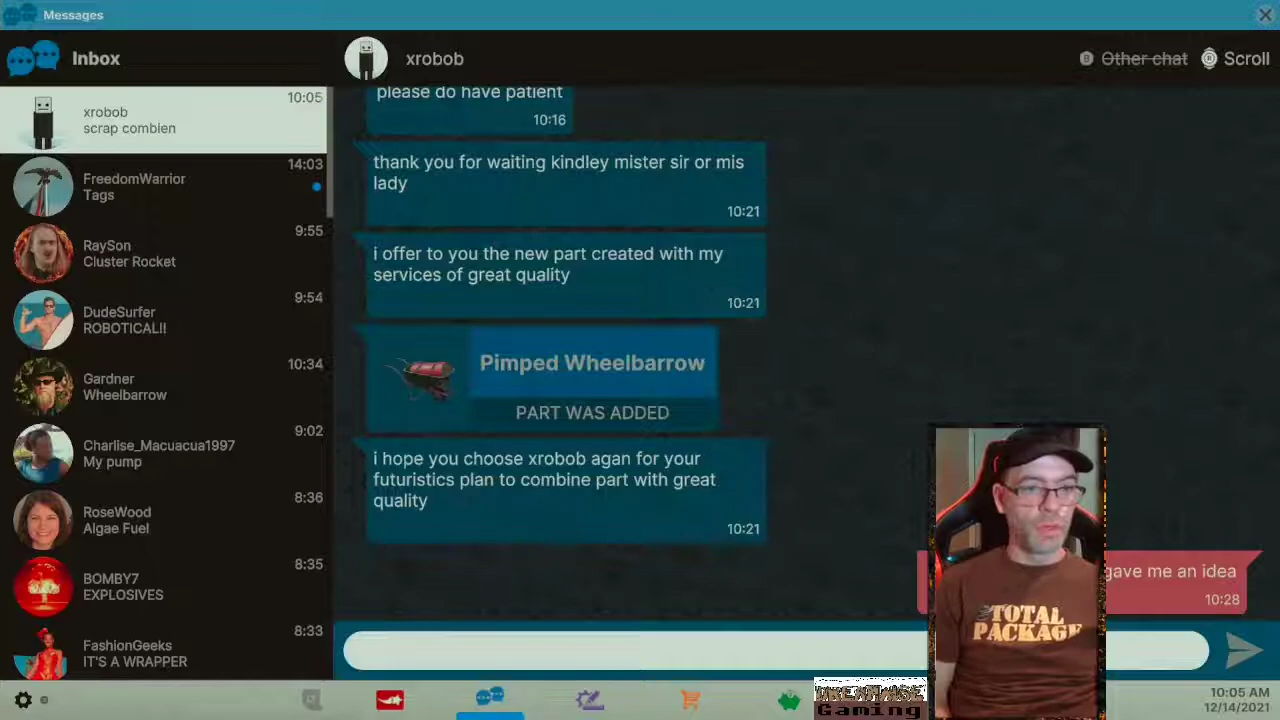 Messages
Inbox
xrobob
Other chat
Scroll
xrobob
10:05
scrap combien
FreedomWarrior
14:03
Tags
RaySon
9:55
Cluster Rocket
DudeSurfer
9:54
ROBOTICAL!!
Gardner
10:34
Wheelbarrow
Charlise_Macuacua1997
9:02
My pump
RoseWood
8:36
Algae Fuel
BOMBY7
8:35
EXPLOSIVES
FashionGeeks
8:33
IT'S A WRAPPER
please do have patient
10:16
thank you for waiting kindley mister sir or mis
lady
10:21
i offer to you the new part created with my
services of great quality
10:21
Pimped Wheelbarrow
PART WAS ADDED
i hope you choose xrobob agan for your
futuristics plan to combine part with great
quality
10:21
gave me an idea
10:28
TOTAL
PACKAGE
Gaming
10:05 AM
12/14/2021